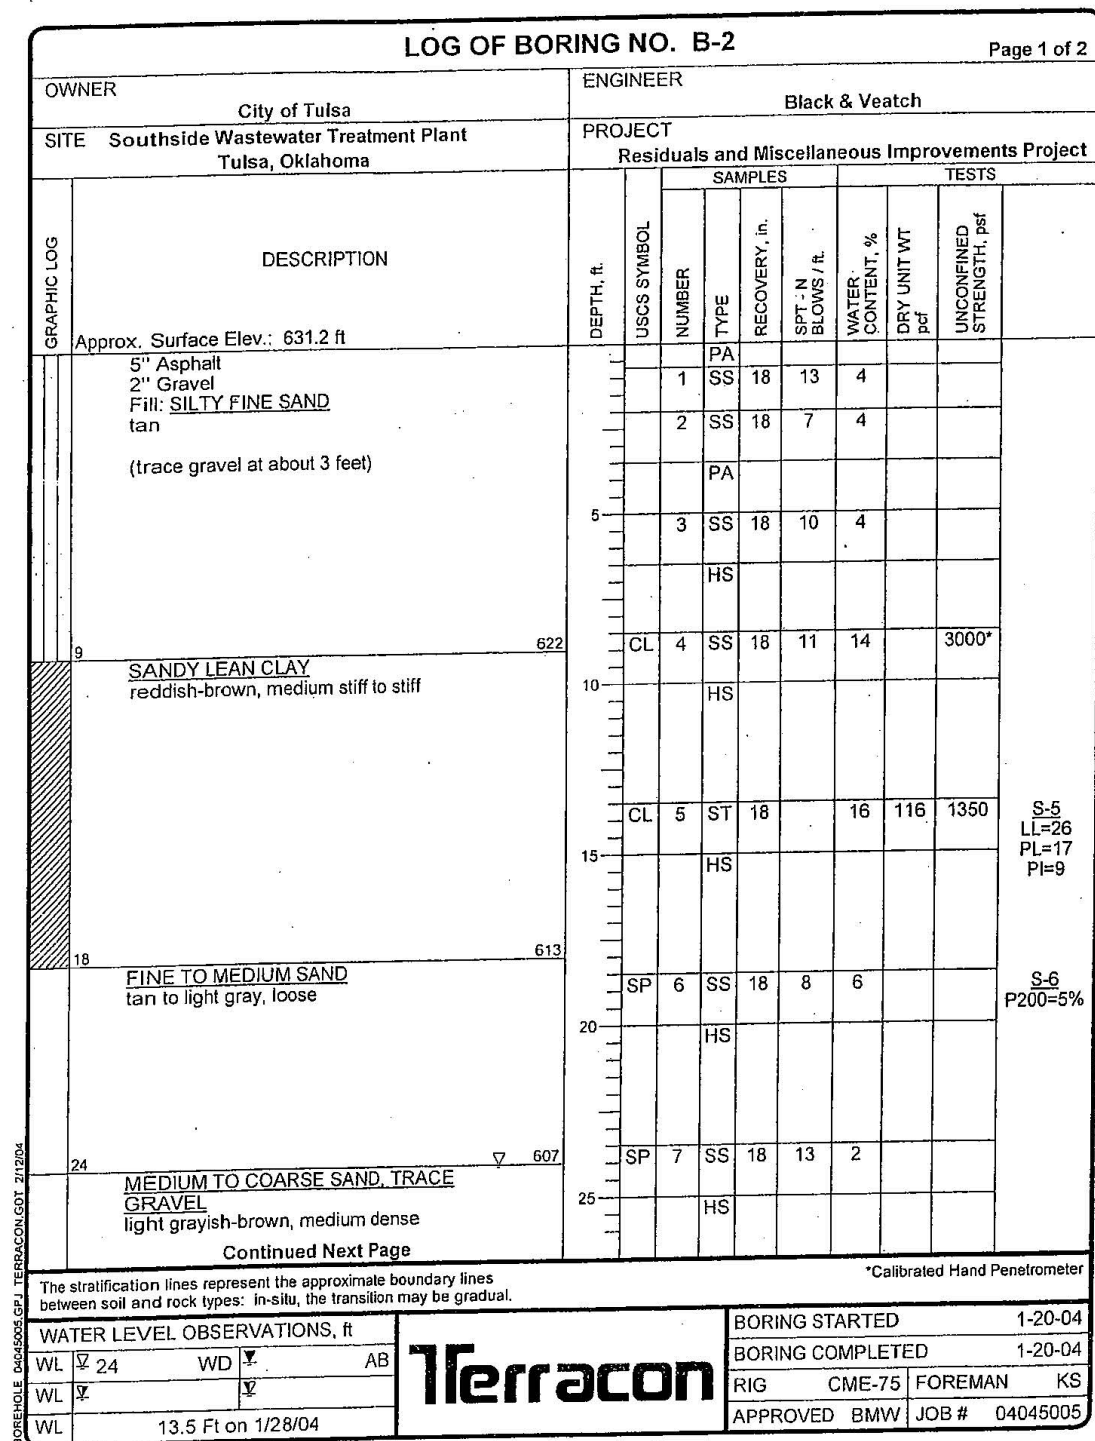 LOG OF BORING NO. B-2
Page 1 of 2
OWNER
City of Tulsa
ENGINEER
Black & Veatch
SITE Southside Wastewater Treatment Plant
Tulsa, Oklahoma
PROJECT
Residuals and Miscellaneous Improvements Project
SAMPLES
TESTS
GRAPHIC LOG
DESCRIPTION
DEPTH, ft.
USCS SYMBOL
NUMBER
TYPE
RECOVERY, in.
SPT - N
BLOWS / ft.
WATER
CONTENT, %
DRY UNIT WT
pcf
UNCONFINED
STRENGTH, psf
Approx. Surface Elev.: 631.2 ft
PA
5" Asphalt
2" Gravel
1 SS 18 13 4
Fill: SILTY FINE SAND
tan
2 SS 18 7 4
(trace gravel at about 3 feet)
PA
5
3 SS 18 10 4
HS
9 622
CL 4 SS 18 11 14 3000*
SANDY LEAN CLAY
reddish-brown, medium stiff to stiff
10
HS
CL 5 ST 18 16 116 1350
S-5
LL=26
PL=17
PI=9
15
HS
18 613
FINE TO MEDIUM SAND
tan to light gray, loose
SP 6 SS 18 8 6
S-6
P200=5%
20
HS
24 607
SP 7 SS 18 13 2
MEDIUM TO COARSE SAND, TRACE
GRAVEL
light grayish-brown, medium dense
25
HS
Continued Next Page
The stratification lines represent the approximate boundary lines
between soil and rock types: in-situ, the transition may be gradual.
*Calibrated Hand Penetrometer
WATER LEVEL OBSERVATIONS, ft
WL 24 WD AB
WL
WL 13.5 Ft on 1/28/04
Terracon
BORING STARTED 1-20-04
BORING COMPLETED 1-20-04
RIG CME-75 FOREMAN KS
APPROVED BMW JOB # 04045005
BOREHOLE 04045005.GPJ TERRACON.GDT 2/12/04